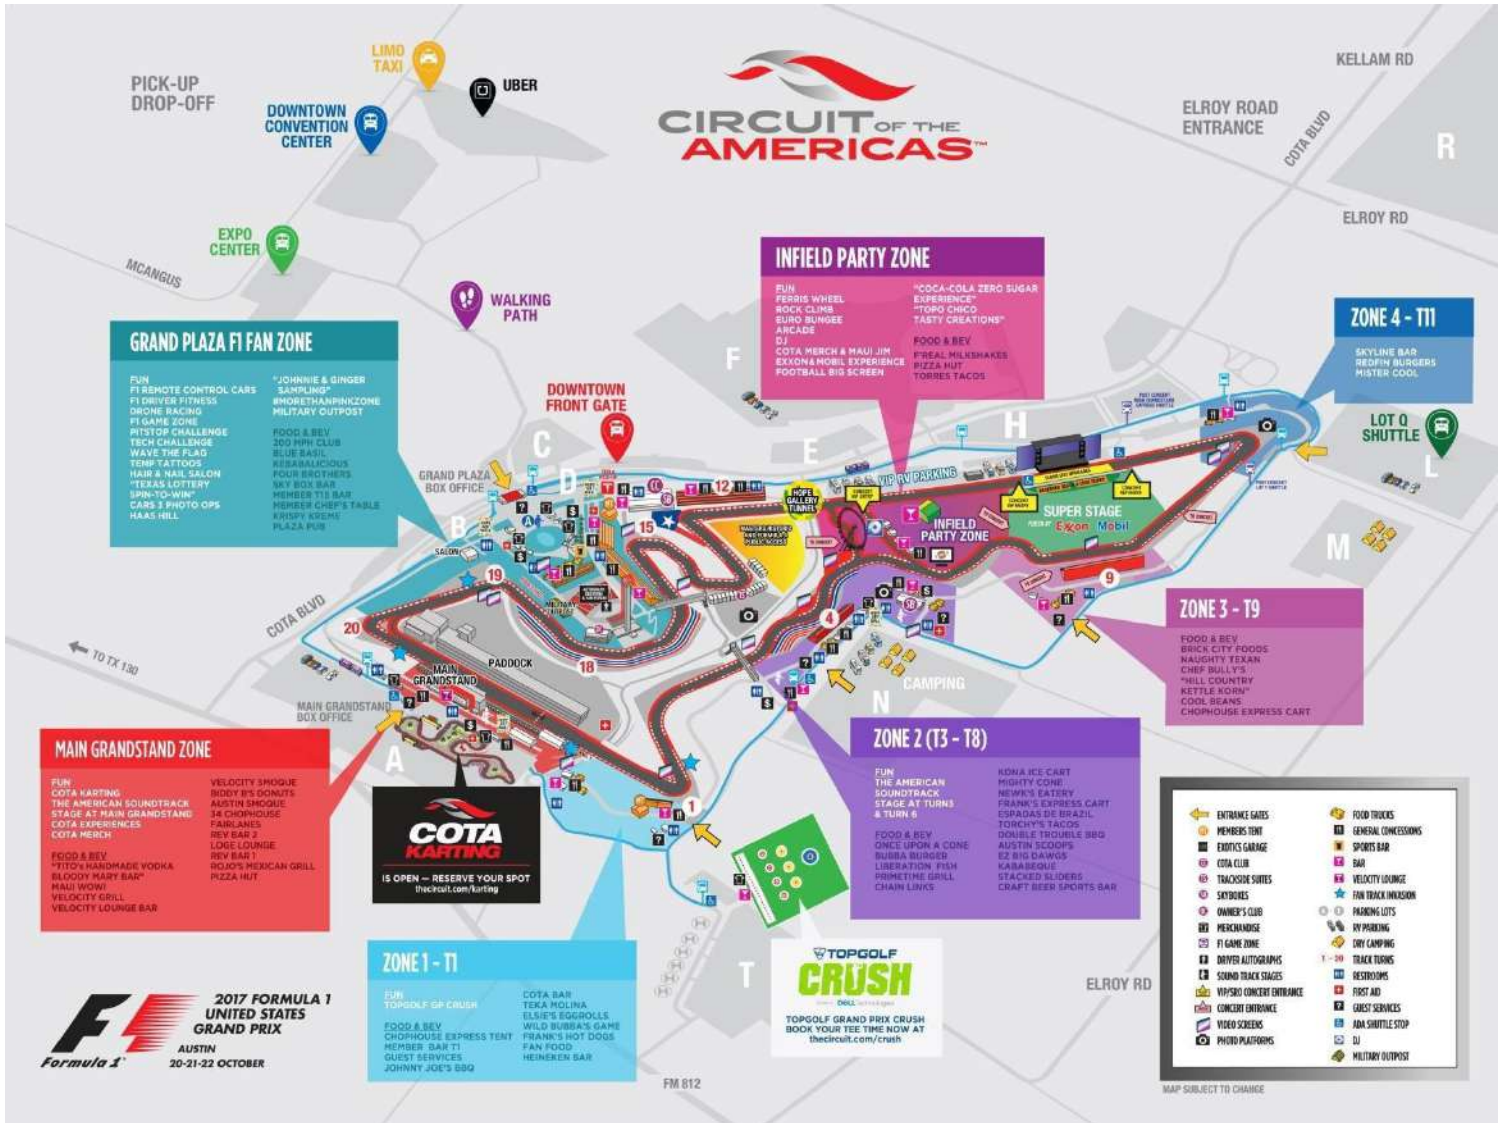 LIMO
TAXI
UBER
PICK-UP
DROP-OFF
DOWNTOWN
CONVENTION
CENTER
EXPO
CENTER
MCANGUS
WALKING
PATH
CIRCUIT OF THE
AMERICAS™
KELLAM RD
ELROY ROAD
ENTRANCE
COTA BLVD
R
ELROY RD
GRAND PLAZA F1 FAN ZONE
FUN
F1 REMOTE CONTROL CARS
F1 DRIVER FITNESS
DRONE RACING
F1 GAME ZONE
PITSTOP CHALLENGE
TECH CHALLENGE
WAVE THE FLAG
TEMP TATTOOS
HAIR & NAIL SALON
"TEXAS LOTTERY
SPIN-TO-WIN"
CARS 3 PHOTO OPS
HAAS HILL
"JOHNNIE & GINGER
SAMPLING"
#MORETHANPINKZONE
MILITARY OUTPOST
FOOD & BEV
200 MPH CLUB
BLUE BASIL
KEBABALICIOUS
FOUR BROTHERS
SKY BOX BAR
MEMBER T15 BAR
MEMBER CHEF'S TABLE
KRISPY KREME
PLAZA PUB
INFIELD PARTY ZONE
FUN
FERRIS WHEEL
ROCK CLIMB
EURO BUNGEE
ARCADE
DJ
COTA MERCH & MAUI JIM
EXXON & MOBIL EXPERIENCE
FOOTBALL BIG SCREEN
"COCA-COLA ZERO SUGAR
EXPERIENCE"
"TOPO CHICO
TASTY CREATIONS"
FOOD & BEV
F'REAL MILKSHAKES
PIZZA HUT
TORRES TACOS
ZONE 4 - T11
SKYLINE BAR
REDFIN BURGERS
MISTER COOL
LOT Q
SHUTTLE
L
F
DOWNTOWN
FRONT GATE
C
D
E
H
GRAND PLAZA
BOX OFFICE
B
SALON
12
15
VIP RV PARKING
HOPE
GALLERY
TUNNEL
INFIELD
PARTY ZONE
SUPER STAGE
Exxon Mobil
M
9
19
20
18
4
COTA BLVD
TO TX 130
PADDOCK
MAIN
GRANDSTAND
MAIN GRANDSTAND
BOX OFFICE
A
CAMPING
N
1
ZONE 3 - T9
FOOD & BEV
BRICK CITY FOODS
NAUGHTY TEXAN
CHEF BULLY'S
"HILL COUNTRY
KETTLE KORN"
COOL BEANS
CHOPHOUSE EXPRESS CART
MAIN GRANDSTAND ZONE
FUN
COTA KARTING
THE AMERICAN SOUNDTRACK
STAGE AT MAIN GRANDSTAND
COTA EXPERIENCES
COTA MERCH
FOOD & BEV
"TITO's HANDMADE VODKA
BLOODY MARY BAR"
MAUI WOWI
VELOCITY GRILL
VELOCITY LOUNGE BAR
VELOCITY SMOQUE
BIDDY B'S DONUTS
AUSTIN SMOQUE
34 CHOPHOUSE
FAIRLANES
REV BAR 2
LOGE LOUNGE
REV BAR 1
ROJO'S MEXICAN GRILL
PIZZA HUT
COTA
KARTING
IS OPEN — RESERVE YOUR SPOT
thecircuit.com/karting
ZONE 2 (T3 - T8)
FUN
THE AMERICAN
SOUNDTRACK
STAGE AT TURN3
& TURN 6
FOOD & BEV
ONCE UPON A CONE
BUBBA BURGER
LIBERATION FISH
PRIMETIME GRILL
CHAIN LINKS
KONA ICE CART
MIGHTY CONE
NEWK'S EATERY
FRANK'S EXPRESS CART
ESPADAS DE BRAZIL
TORCHY'S TACOS
DOUBLE TROUBLE BBQ
AUSTIN SCOOPS
EZ BIG DAWGS
KABABEQUE
STACKED SLIDERS
CRAFT BEER SPORTS BAR
ZONE 1 - T1
FUN
TOPGOLF GP CRUSH
FOOD & BEV
CHOPHOUSE EXPRESS TENT
MEMBER BAR T1
GUEST SERVICES
JOHNNY JOE'S BBQ
COTA BAR
TEKA MOLINA
ELSIE'S EGGROLLS
WILD BUBBA'S GAME
FRANK'S HOT DOGS
FAN FOOD
HEINEKEN BAR
T
TOPGOLF
CRUSH
TOPGOLF GRAND PRIX CRUSH
BOOK YOUR TEE TIME NOW AT
thecircuit.com/crush
ELROY RD
FM 812
F1
Formula 1
2017 FORMULA 1
UNITED STATES
GRAND PRIX
AUSTIN
20-21-22 OCTOBER
ENTRANCE GATES
MEMBERS TENT
EXOTICS GARAGE
COTA CLUB
TRACKSIDE SUITES
SKYBOXES
OWNER'S CLUB
MERCHANDISE
F1 GAME ZONE
DRIVER AUTOGRAPHS
SOUND TRACK STAGES
VIP/SRO CONCERT ENTRANCE
CONCERT ENTRANCE
VIDEO SCREENS
PHOTO PLATFORMS
FOOD TRUCKS
GENERAL CONCESSIONS
SPORTS BAR
BAR
VELOCITY LOUNGE
FAN TRACK INVASION
PARKING LOTS
RV PARKING
DRY CAMPING
1 - 20 TRACK TURNS
RESTROOMS
FIRST AID
GUEST SERVICES
ADA SHUTTLE STOP
DJ
MILITARY OUTPOST
MAP SUBJECT TO CHANGE